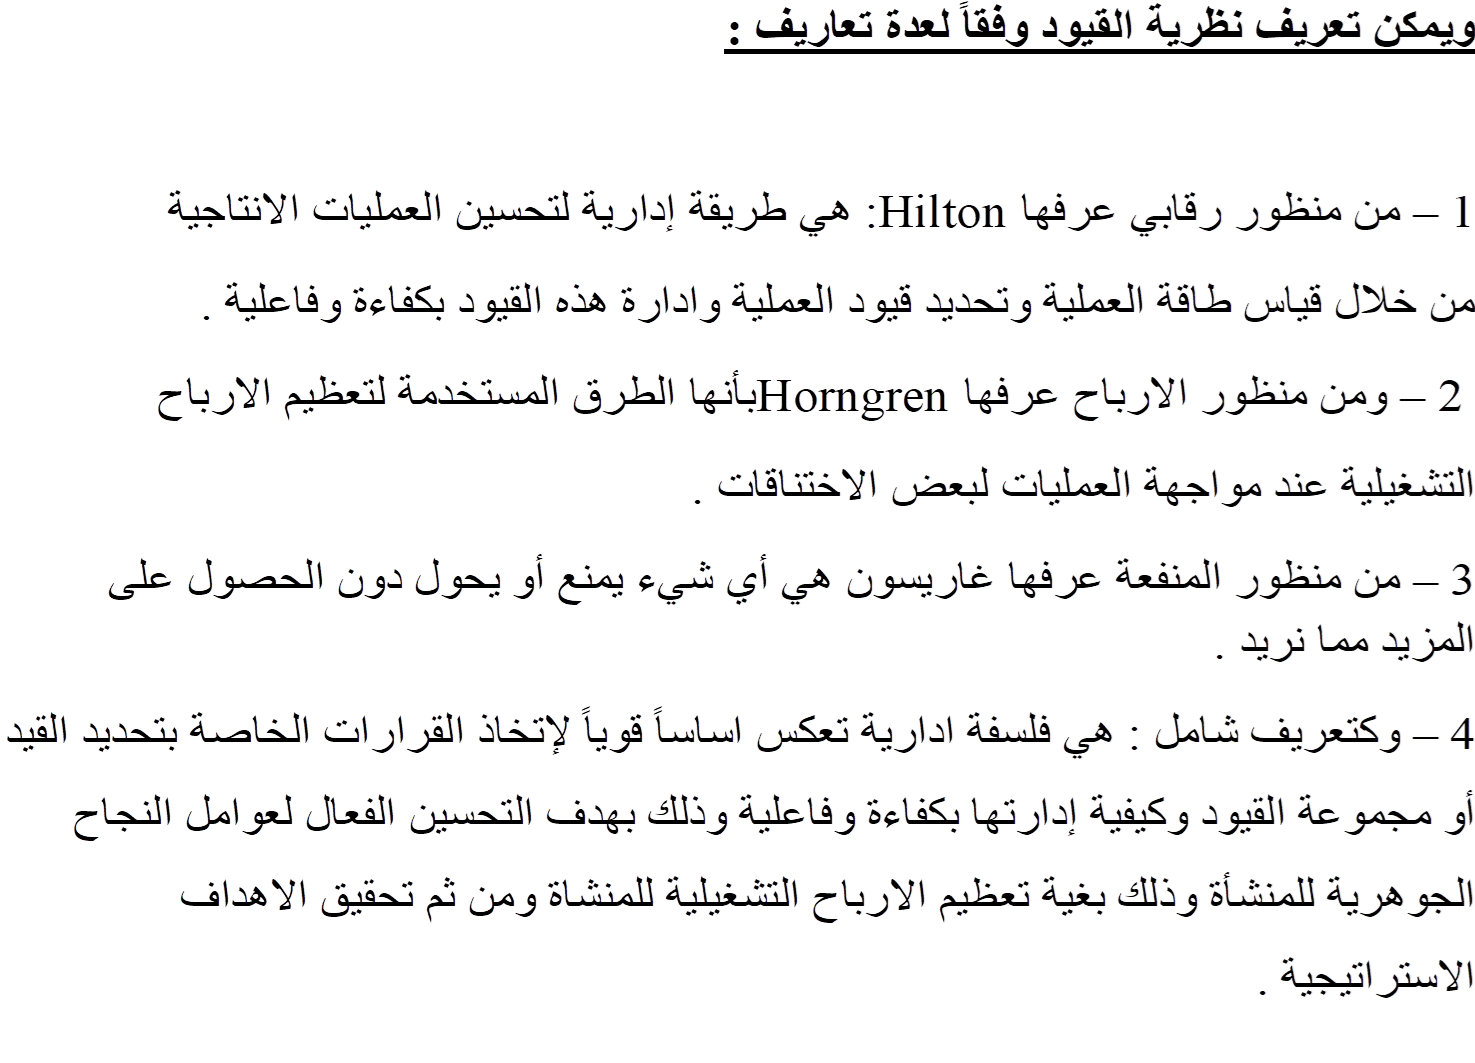 ويمكن تعريف نظرية القيود وفقاً لعدة تعاريف :
1 – من منظور رقابي عرفها Hilton: هي طريقة إدارية لتحسين العمليات الانتاجية
من خلال قياس طاقة العملية وتحديد قيود العملية وادارة هذه القيود بكفاءة وفاعلية .
2 – ومن منظور الارباح عرفها Horngrenبأنها الطرق المستخدمة لتعظيم الارباح
التشغيلية عند مواجهة العمليات لبعض الاختناقات .
3 – من منظور المنفعة عرفها غاريسون هي أي شيء يمنع أو يحول دون الحصول على
المزيد مما نريد .
4 – وكتعريف شامل : هي فلسفة ادارية تعكس اساساً قوياً لإتخاذ القرارات الخاصة بتحديد القيد
أو مجموعة القيود وكيفية إدارتها بكفاءة وفاعلية وذلك بهدف التحسين الفعال لعوامل النجاح
الجوهرية للمنشأة وذلك بغية تعظيم الارباح التشغيلية للمنشاة ومن ثم تحقيق الاهداف
الاستراتيجية .